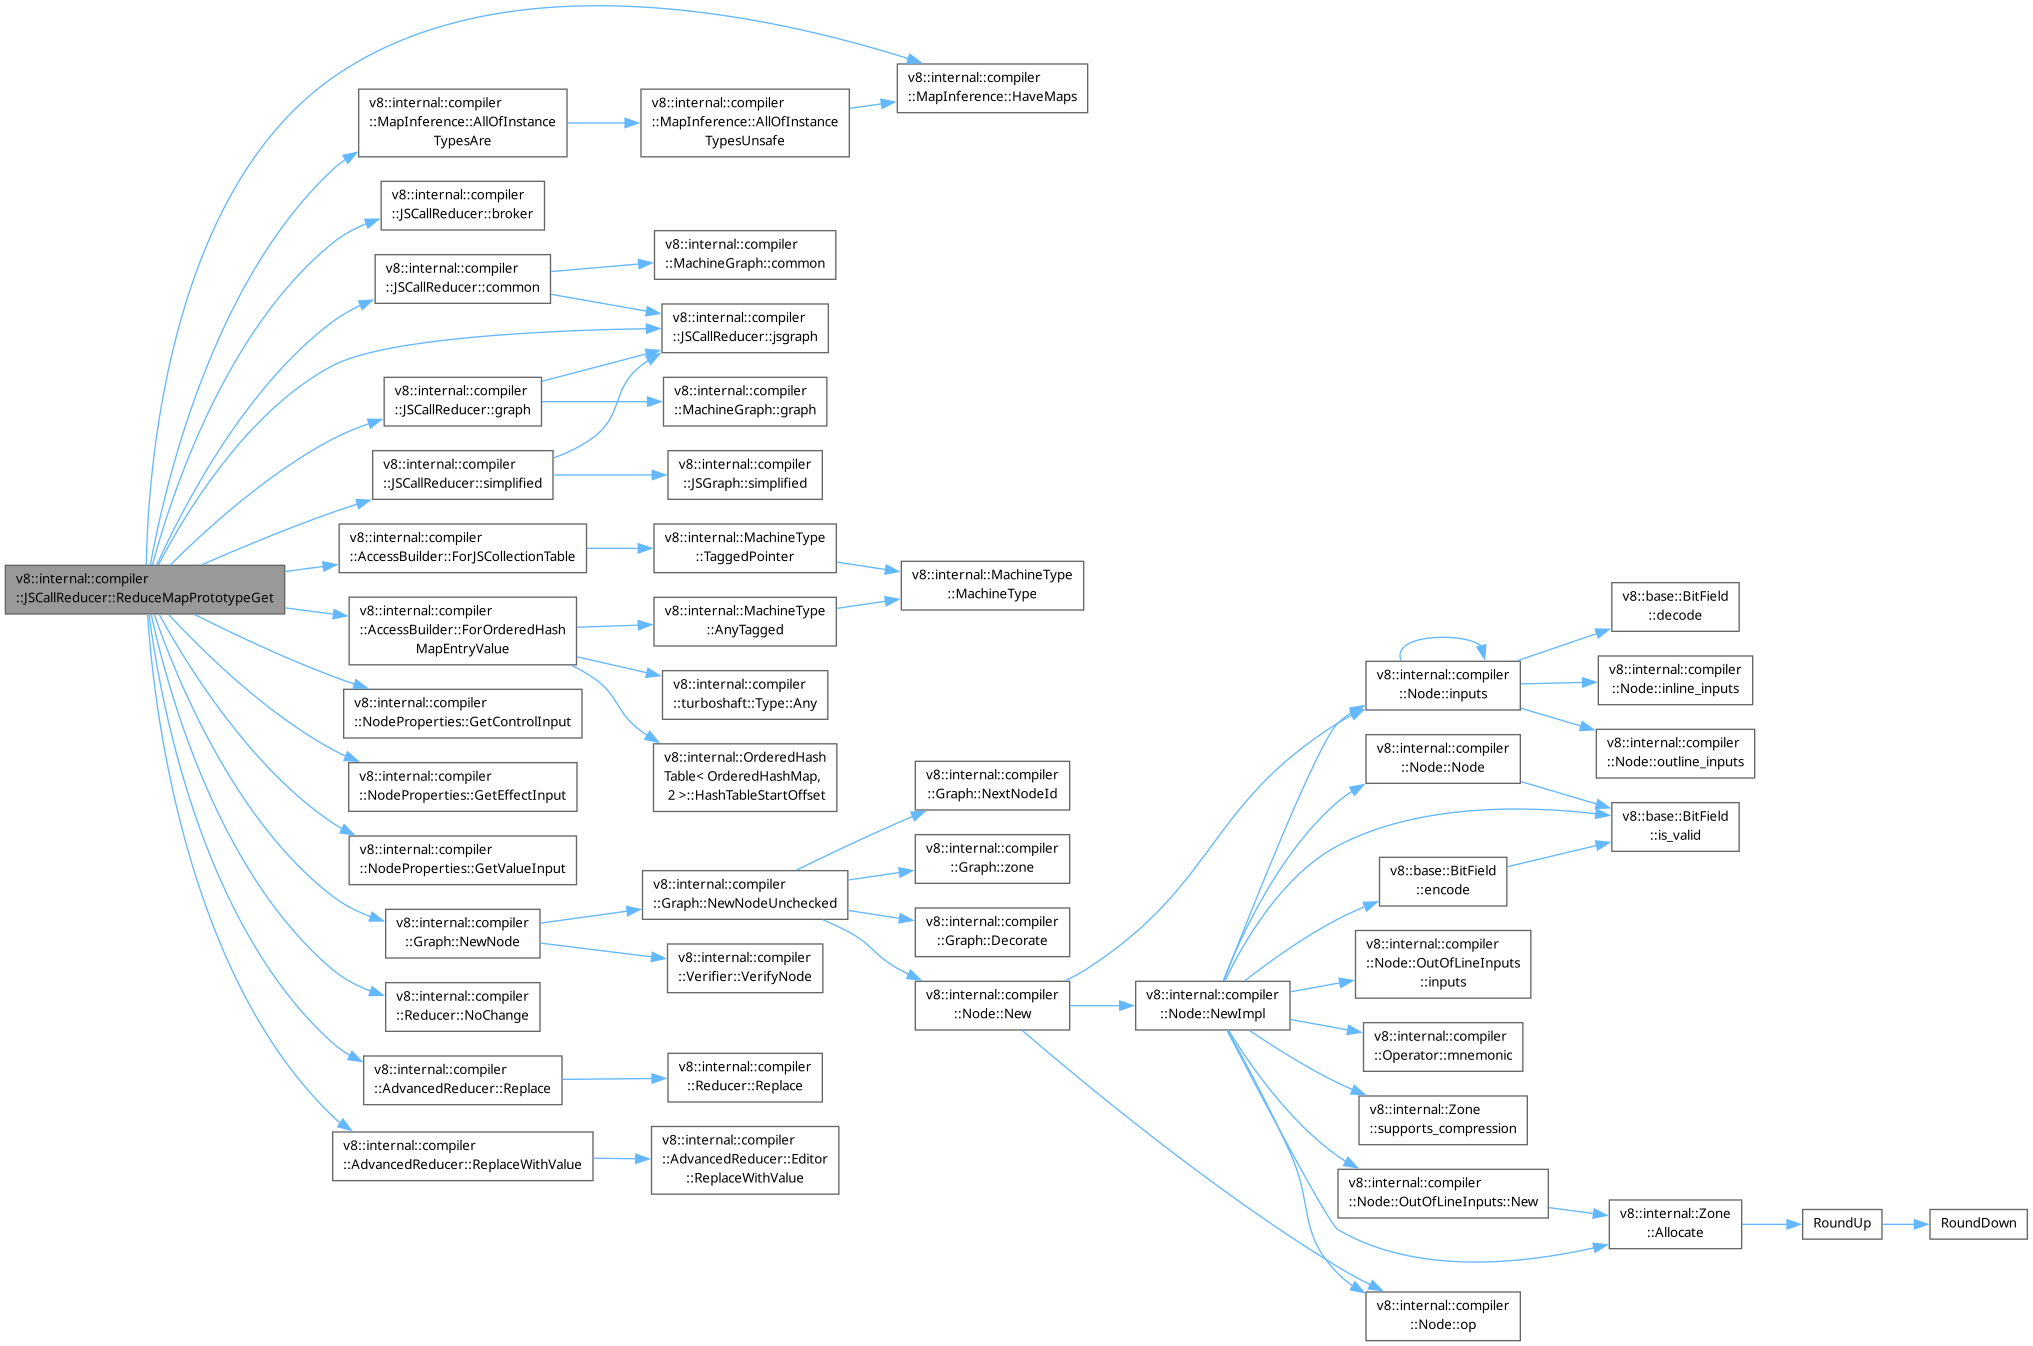 v8::internal::compiler
::JSCallReducer::ReduceMapPrototypeGet
v8::internal::compiler
::MapInference::HaveMaps
v8::internal::compiler
::MapInference::AllOfInstance
TypesAre
v8::internal::compiler
::MapInference::AllOfInstance
TypesUnsafe
v8::internal::compiler
::JSCallReducer::broker
v8::internal::compiler
::JSCallReducer::common
v8::internal::compiler
::MachineGraph::common
v8::internal::compiler
::JSCallReducer::jsgraph
v8::internal::compiler
::JSCallReducer::graph
v8::internal::compiler
::MachineGraph::graph
v8::internal::compiler
::JSCallReducer::simplified
v8::internal::compiler
::JSGraph::simplified
v8::internal::compiler
::AccessBuilder::ForJSCollectionTable
v8::internal::MachineType
::TaggedPointer
v8::internal::MachineType
::MachineType
v8::internal::compiler
::AccessBuilder::ForOrderedHash
MapEntryValue
v8::internal::MachineType
::AnyTagged
v8::internal::compiler
::turboshaft::Type::Any
v8::internal::OrderedHash
Table< OrderedHashMap,
2 >::HashTableStartOffset
v8::internal::compiler
::NodeProperties::GetControlInput
v8::internal::compiler
::NodeProperties::GetEffectInput
v8::internal::compiler
::NodeProperties::GetValueInput
v8::internal::compiler
::Graph::NewNode
v8::internal::compiler
::Graph::NewNodeUnchecked
v8::internal::compiler
::Verifier::VerifyNode
v8::internal::compiler
::Graph::NextNodeId
v8::internal::compiler
::Graph::zone
v8::internal::compiler
::Graph::Decorate
v8::internal::compiler
::Node::New
v8::internal::compiler
::Node::NewImpl
v8::internal::compiler
::Node::inputs
v8::base::BitField
::decode
v8::internal::compiler
::Node::inline_inputs
v8::internal::compiler
::Node::outline_inputs
v8::internal::compiler
::Node::Node
v8::base::BitField
::is_valid
v8::base::BitField
::encode
v8::internal::compiler
::Node::OutOfLineInputs
::inputs
v8::internal::compiler
::Operator::mnemonic
v8::internal::Zone
::supports_compression
v8::internal::compiler
::Node::OutOfLineInputs::New
v8::internal::Zone
::Allocate
RoundUp
RoundDown
v8::internal::compiler
::Node::op
v8::internal::compiler
::Reducer::NoChange
v8::internal::compiler
::AdvancedReducer::Replace
v8::internal::compiler
::Reducer::Replace
v8::internal::compiler
::AdvancedReducer::ReplaceWithValue
v8::internal::compiler
::AdvancedReducer::Editor
::ReplaceWithValue